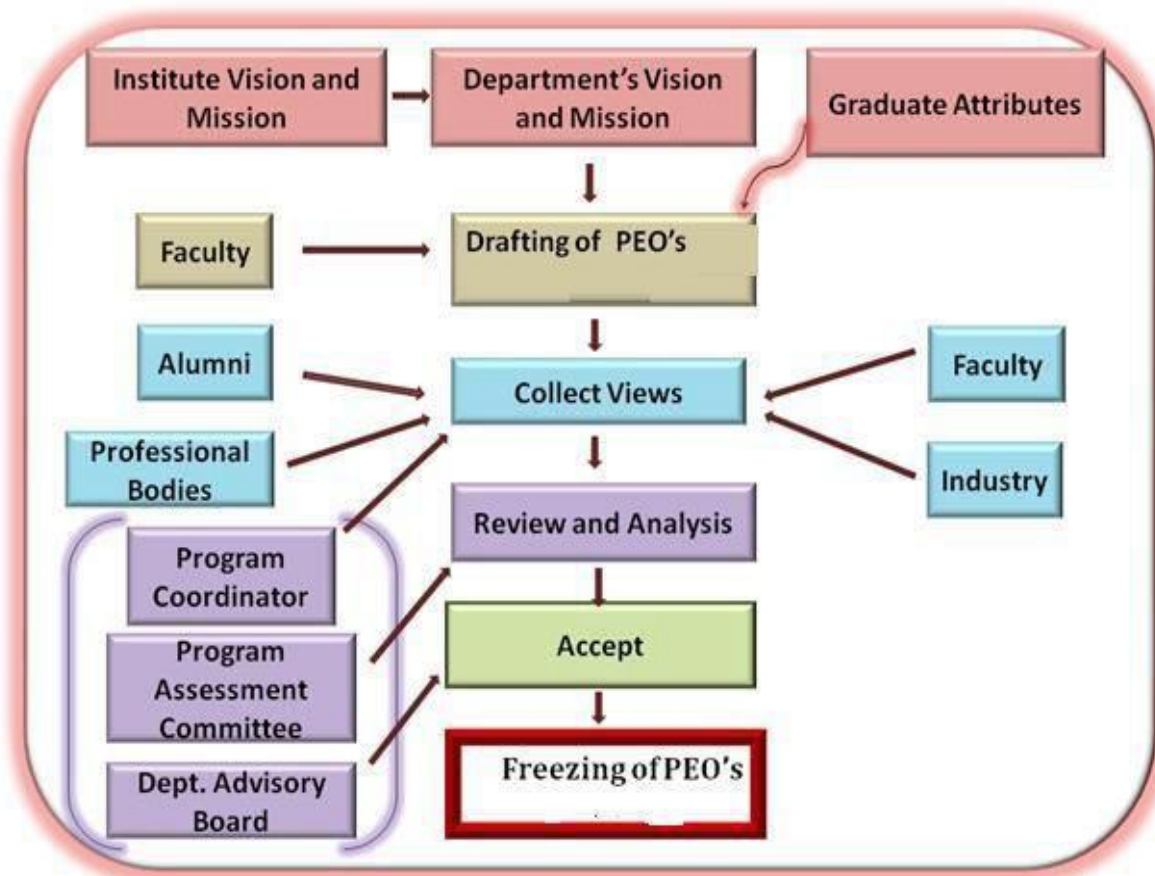 Institute Vision and
Mission
Department's Vision
and Mission
Graduate Attributes
Faculty
Drafting of PEO's
Alumni
Collect Views
Faculty
Professional
Bodies
Industry
Review and Analysis
Program
Coordinator
Accept
Program
Assessment
Committee
Freezing of PEO's
Dept. Advisory
Board